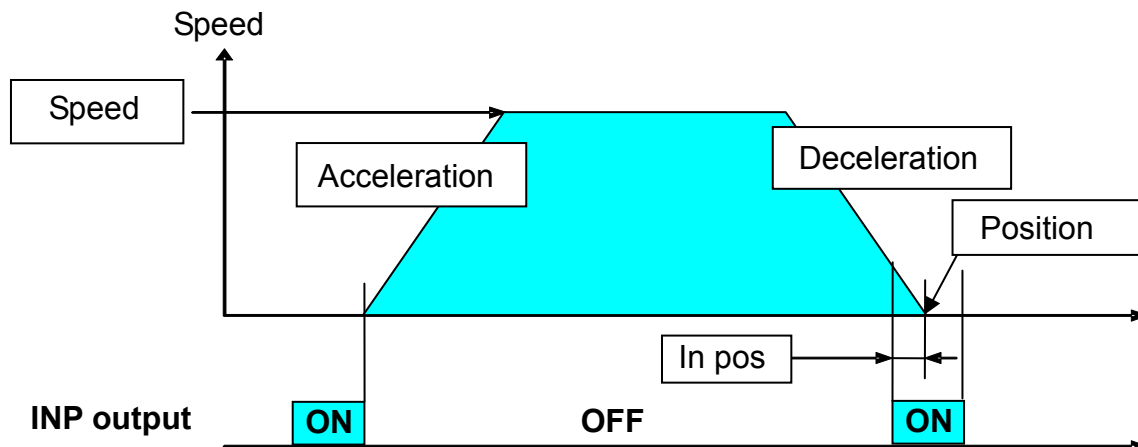 Speed
Speed
Acceleration
Deceleration
Position
In pos
INP output ON OFF ON